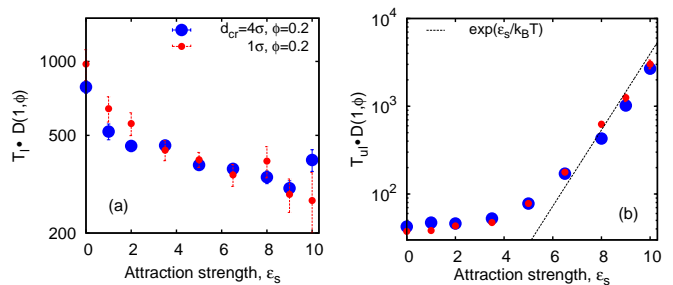 d_cr=4σ, ϕ=0.2
1σ, ϕ=0.2
1000
500
200
T_l• D(1,ϕ)
(a)
0 2 4 6 8 10
Attraction strength, ε_s
exp(ε_s/k_BT)
10^4
10^3
10^2
T_ul• D(1,ϕ)
(b)
0 2 4 6 8 10
Attraction strength, ε_s